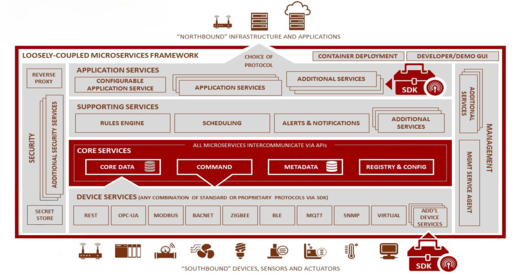 "NORTHBOUND" INFRASTRUCTURE AND APPLICATIONS
LOOSELY-COUPLED MICROSERVICES FRAMEWORK
CHOICE OF
PROTOCOL
CONTAINER DEPLOYMENT
DEVELOPER/DEMO GUI
REVERSE
PROXY
SECURITY
ADDITIONAL SECURITY SERVICES
SECRET
STORE
APPLICATION SERVICES
CONFIGURABLE
APPLICATION SERVICE
APPLICATION SERVICES
ADDITIONAL SERVICES
SDK
SUPPORTING SERVICES
RULES ENGINE
SCHEDULING
ALERTS & NOTIFICATIONS
ADDITIONAL
SERVICES
ALL MICROSERVICES INTERCOMMUNICATE VIA APIs
CORE SERVICES
CORE DATA
COMMAND
METADATA
REGISTRY & CONFIG
DEVICE SERVICES (ANY COMBINATION OF STANDARD OR PROPRIETARY PROTOCOLS VIA SDK)
REST
OPC-UA
MODBUS
BACNET
ZIGBEE
BLE
MQTT
SNMP
VIRTUAL
ADD'L
DEVICE
SERVICES
SDK
ADDITIONAL
SERVICES
MGMT SERVICE AGENT
MANAGEMENT
"SOUTHBOUND" DEVICES, SENSORS AND ACTUATORS